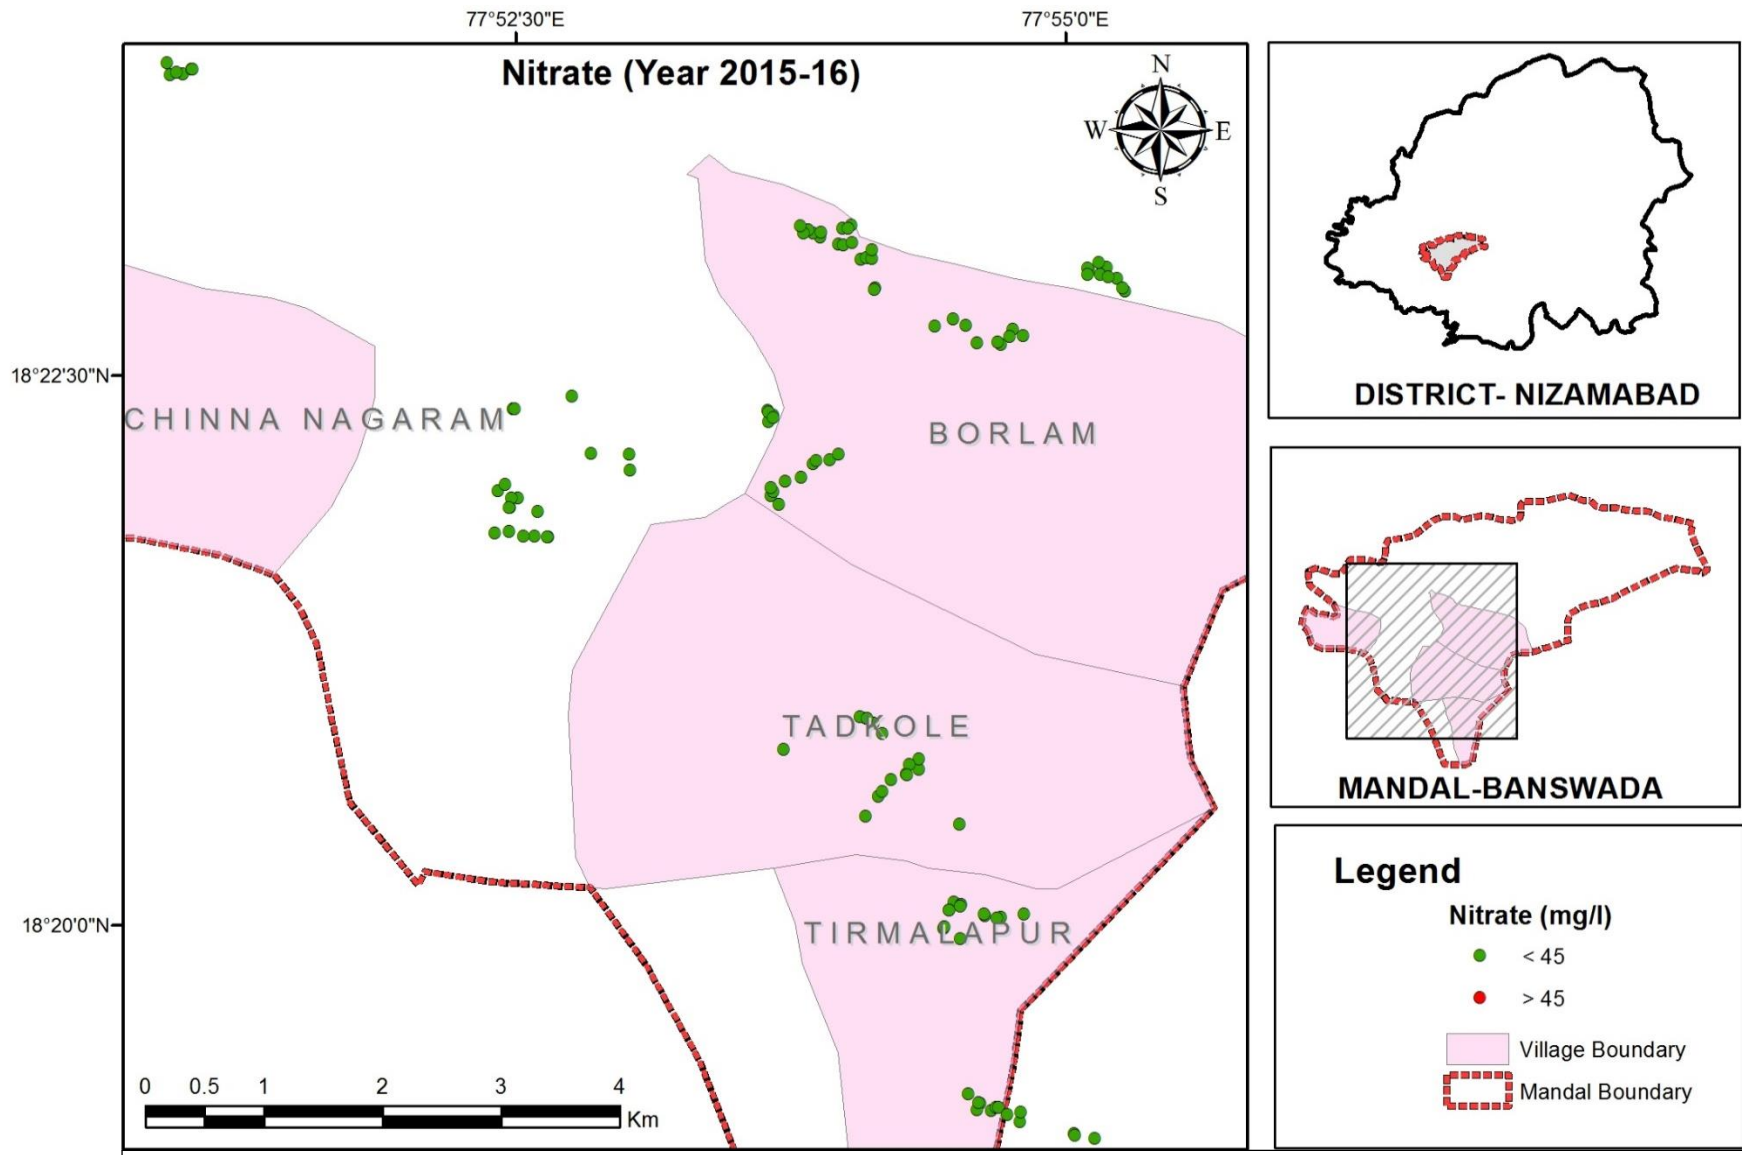 77°52'30"E
77°55'0"E
Nitrate (Year 2015-16)
N
W
E
S
18°22'30"N
CHINNA NAGARAM
BORLAM
TADKOLE
18°20'0"N
TIRMALAPUR
0 0.5 1 2 3 4
Km
DISTRICT- NIZAMABAD
MANDAL-BANSWADA
Legend
Nitrate (mg/l)
< 45
> 45
Village Boundary
Mandal Boundary